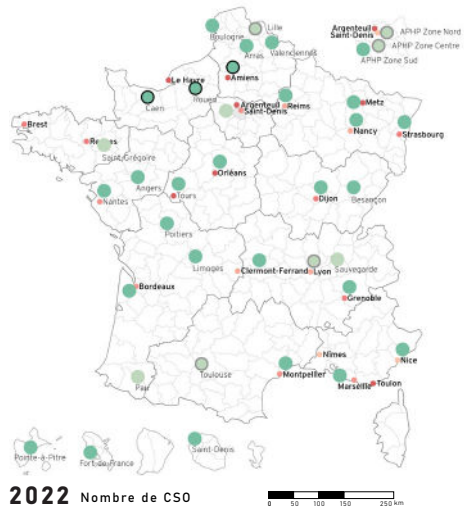 Lille
Boulogne
Arras
Valenciennes
Argenteuil
Saint-Denis
APHP Zone Nord
APHP Zone Centre
APHP Zone Sud
Le Havre
Amiens
Rouen
Caen
Argenteuil
Saint-Denis
Reims
Metz
Nancy
Strasbourg
Brest
Rennes
Saint-Grégoire
Angers
Nantes
Tours
Orléans
Dijon
Besançon
Poitiers
Limoges
Clermont-Ferrand
Lyon
Sauvegarde
Bordeaux
Grenoble
Pau
Toulouse
Nîmes
Montpellier
Marseille
Toulon
Nice
Pointe-à-Pitre
Fort-de-France
Saint-Denis
2022 Nombre de CSO
0 50 100 150 250 km